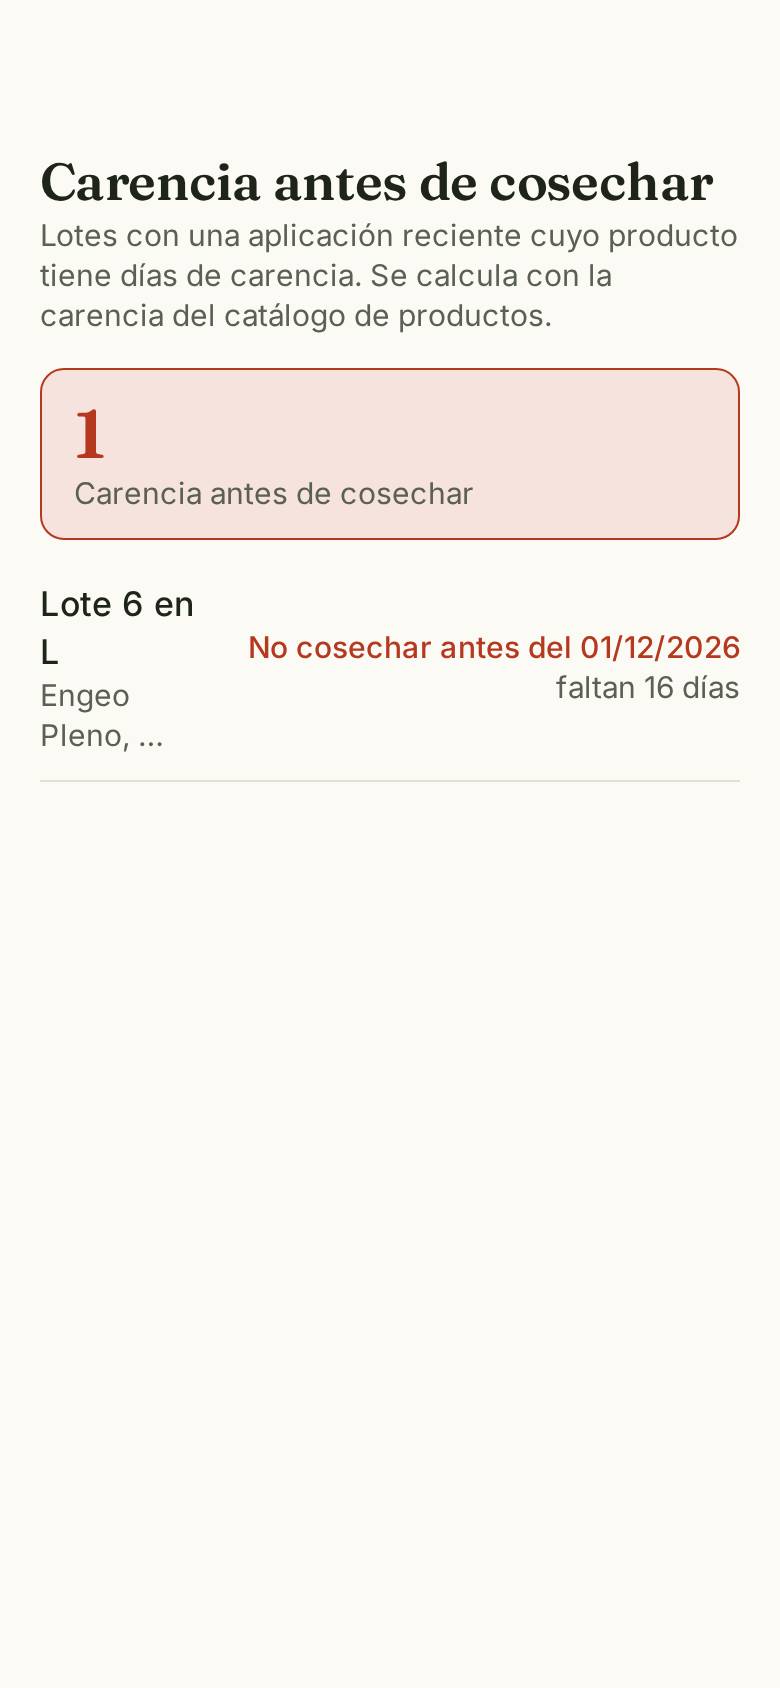 Carencia antes de cosechar
Lotes con una aplicación reciente cuyo producto
tiene días de carencia. Se calcula con la
carencia del catálogo de productos.
1
Carencia antes de cosechar
Lote 6 en
L
Engeo
Pleno, ...
No cosechar antes del 01/12/2026
faltan 16 días